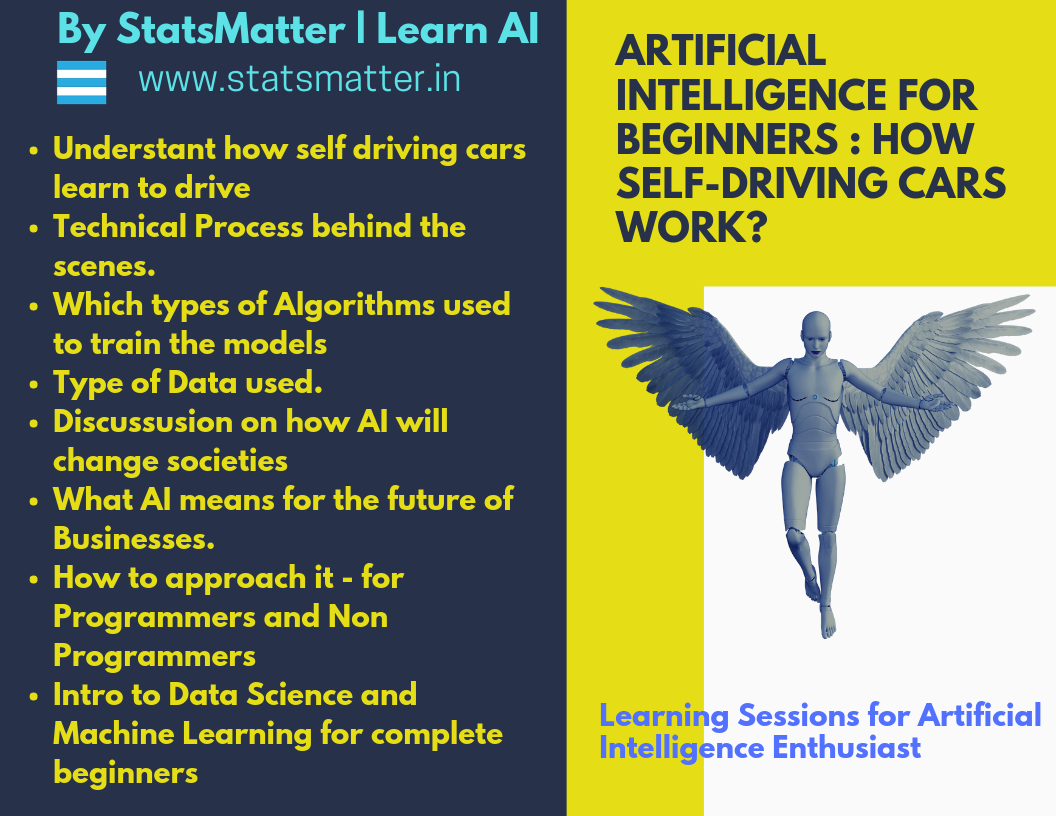 By StatsMatter | Learn AI
www.statsmatter.in
• Understant how self driving cars
learn to drive
• Technical Process behind the
scenes.
• Which types of Algorithms used
to train the models
• Type of Data used.
• Discussusion on how AI will
change societies
• What AI means for the future of
Businesses.
• How to approach it - for
Programmers and Non
Programmers
• Intro to Data Science and
Machine Learning for complete
beginners
ARTIFICIAL
INTELLIGENCE FOR
BEGINNERS : HOW
SELF-DRIVING CARS
WORK?
Learning Sessions for Artificial
Intelligence Enthusiast